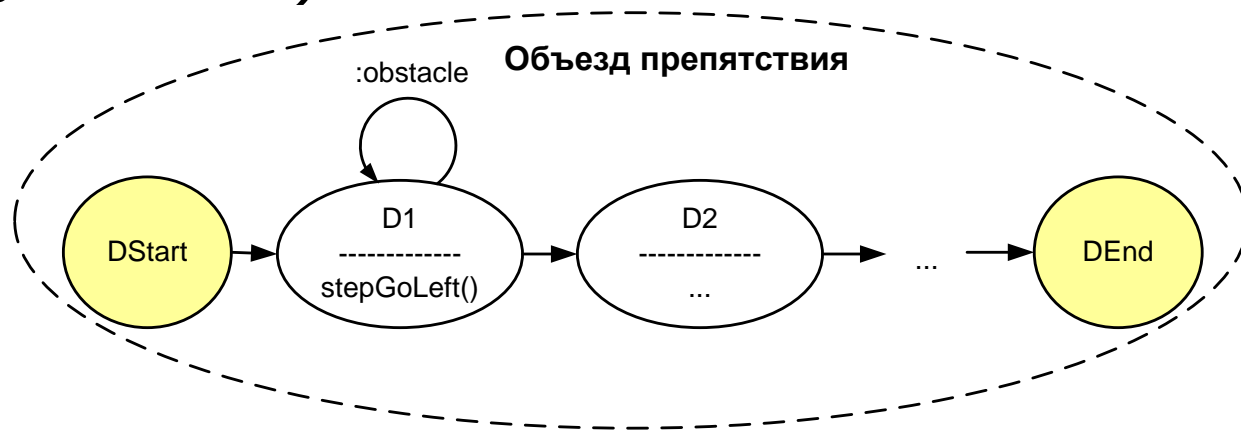 Объезд препятствия
:obstacle
DStart
D1
-------------
stepGoLeft()
D2
-------------
...
...
DEnd